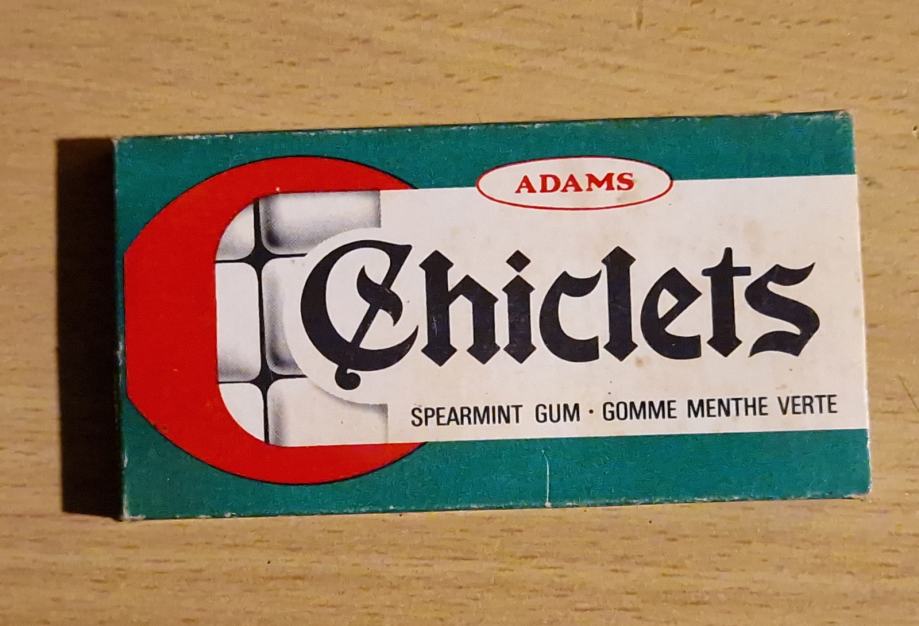 ADAMS
Chiclets
SPEARMINT GUM · GOMME MENTHE VERTE